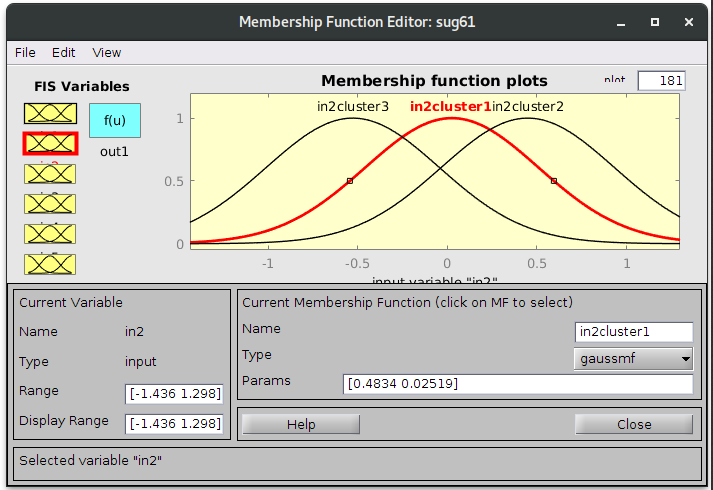 Membership Function Editor: sug61
File Edit View
FIS Variables
f(u)
out1
Membership function plots
plot
181
in2cluster3 in2cluster1 in2cluster2
1
0.5
0
-1 -0.5 0 0.5 1
input variable "in2"
Current Variable
Name in2
Type input
Range [-1.436 1.298]
Display Range [-1.436 1.298]
Current Membership Function (click on MF to select)
Name in2cluster1
Type gaussmf
Params [0.4834 0.02519]
Help Close
Selected variable "in2"